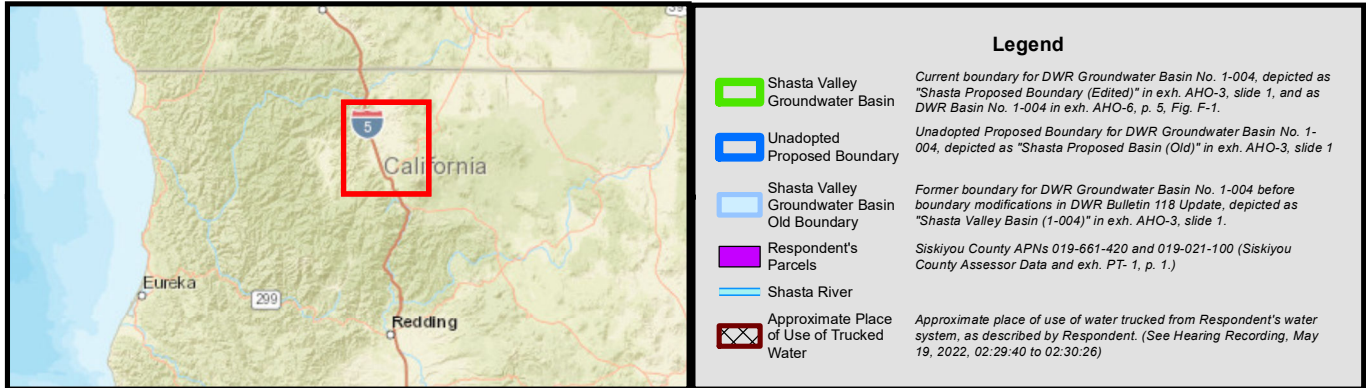 39
5
California
Eureka
299
Redding
Legend
Shasta Valley
Groundwater Basin
Current boundary for DWR Groundwater Basin No. 1-004, depicted as
"Shasta Proposed Boundary (Edited)" in exh. AHO-3, slide 1, and as
DWR Basin No. 1-004 in exh. AHO-6, p. 5, Fig. F-1.
Unadopted
Proposed Boundary
Unadopted Proposed Boundary for DWR Groundwater Basin No. 1-
004, depicted as "Shasta Proposed Basin (Old)" in exh. AHO-3, slide 1
Shasta Valley
Groundwater Basin
Old Boundary
Former boundary for DWR Groundwater Basin No. 1-004 before
boundary modifications in DWR Bulletin 118 Update, depicted as
"Shasta Valley Basin (1-004)" in exh. AHO-3, slide 1.
Respondent's
Parcels
Siskiyou County APNs 019-661-420 and 019-021-100 (Siskiyou
County Assessor Data and exh. PT- 1, p. 1.)
Shasta River
Approximate Place
of Use of Trucked
Water
Approximate place of use of water trucked from Respondent's water
system, as described by Respondent. (See Hearing Recording, May
19, 2022, 02:29:40 to 02:30:26)